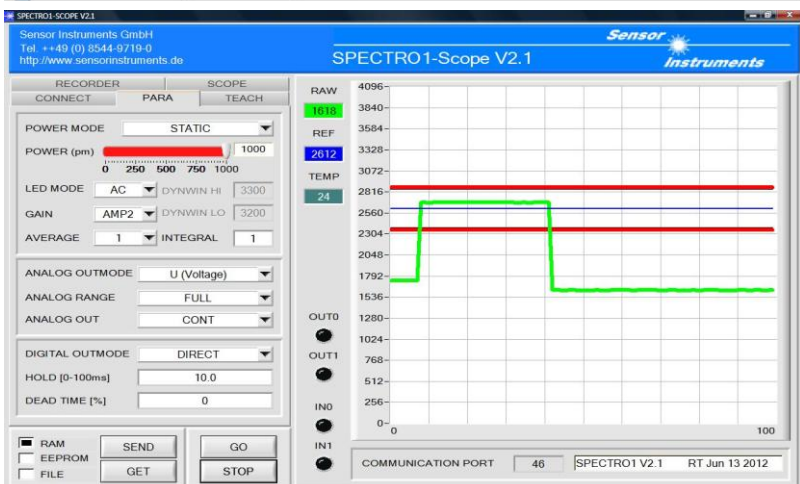 SPECTRO1-SCOPE V2.1
Sensor Instruments GmbH
Tel. ++49 (0) 8544-9719-0
http://www.sensorinstruments.de
SPECTRO1-Scope V2.1
Sensor
Instruments
RECORDER SCOPE
CONNECT PARA TEACH
POWER MODE STATIC
POWER (pm) 1000
0 250 500 750 1000
LED MODE AC DYNWIN HI 3300
GAIN AMP2 DYNWIN LO 3200
AVERAGE 1 INTEGRAL 1
ANALOG OUTMODE U (Voltage)
ANALOG RANGE FULL
ANALOG OUT CONT
DIGITAL OUTMODE DIRECT
HOLD [0-100ms] 10.0
DEAD TIME [%] 0
RAM
EEPROM
FILE
SEND GO
GET STOP
RAW
1618
REF
2612
TEMP
24
OUT0
OUT1
IN0
IN1
4096-
3840-
3584-
3328-
3072-
2816-
2560-
2304-
2048-
1792-
1536-
1280-
1024-
768-
512-
256-
0-
0 100
COMMUNICATION PORT 46 SPECTRO1 V2.1 RT Jun 13 2012